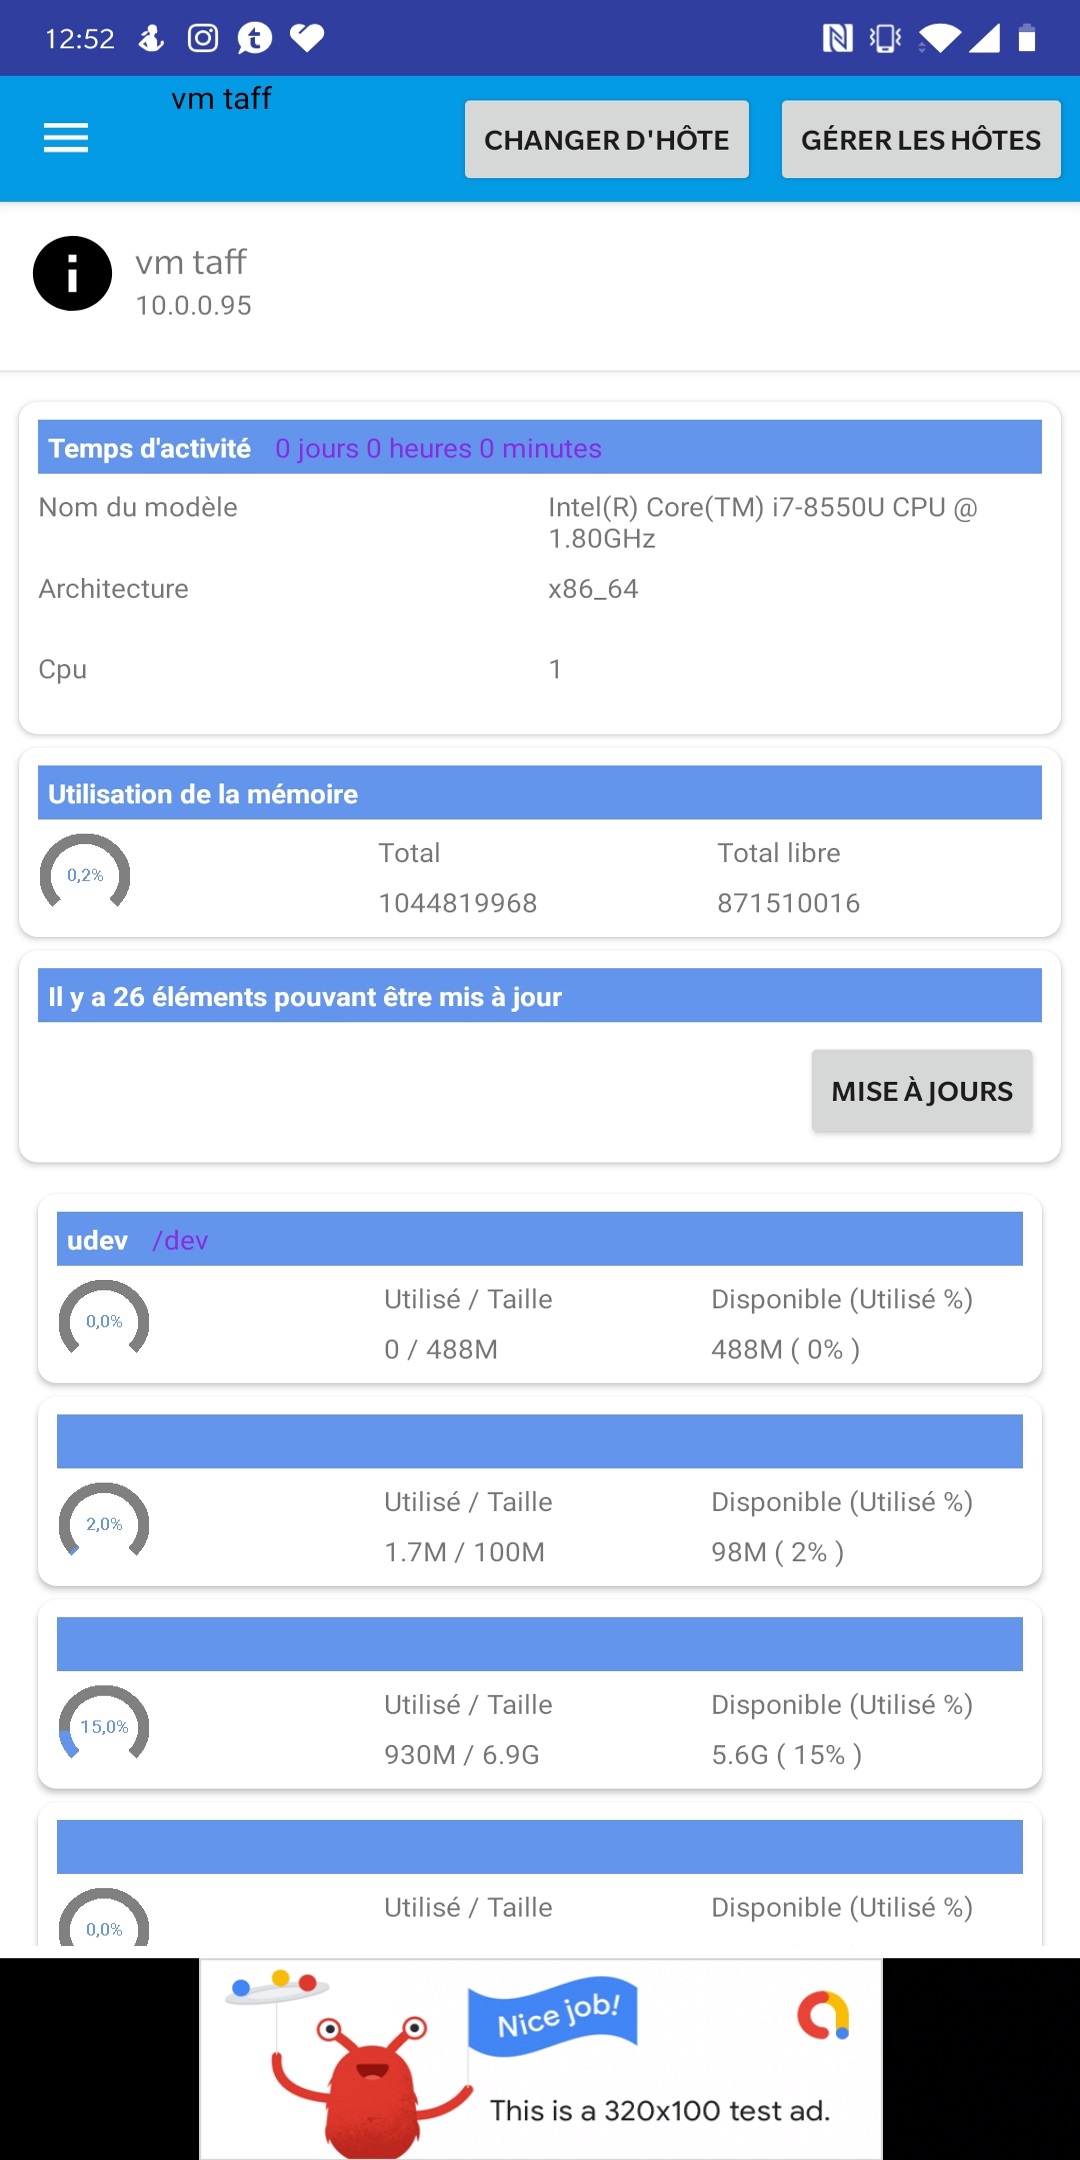 12:52
vm taff
CHANGER D'HÔTE
GÉRER LES HÔTES
vm taff
10.0.0.95
Temps d'activité 0 jours 0 heures 0 minutes
Nom du modèle
Intel(R) Core(TM) i7-8550U CPU @
1.80GHz
Architecture
x86_64
Cpu
1
Utilisation de la mémoire
0,2%
Total
Total libre
1044819968
871510016
Il y a 26 éléments pouvant être mis à jour
MISE À JOURS
udev /dev
0,0%
Utilisé / Taille
Disponible (Utilisé %)
0 / 488M
488M ( 0% )
2,0%
Utilisé / Taille
Disponible (Utilisé %)
1.7M / 100M
98M ( 2% )
15,0%
Utilisé / Taille
Disponible (Utilisé %)
930M / 6.9G
5.6G ( 15% )
0,0%
Utilisé / Taille
Disponible (Utilisé %)
Nice job!
This is a 320x100 test ad.